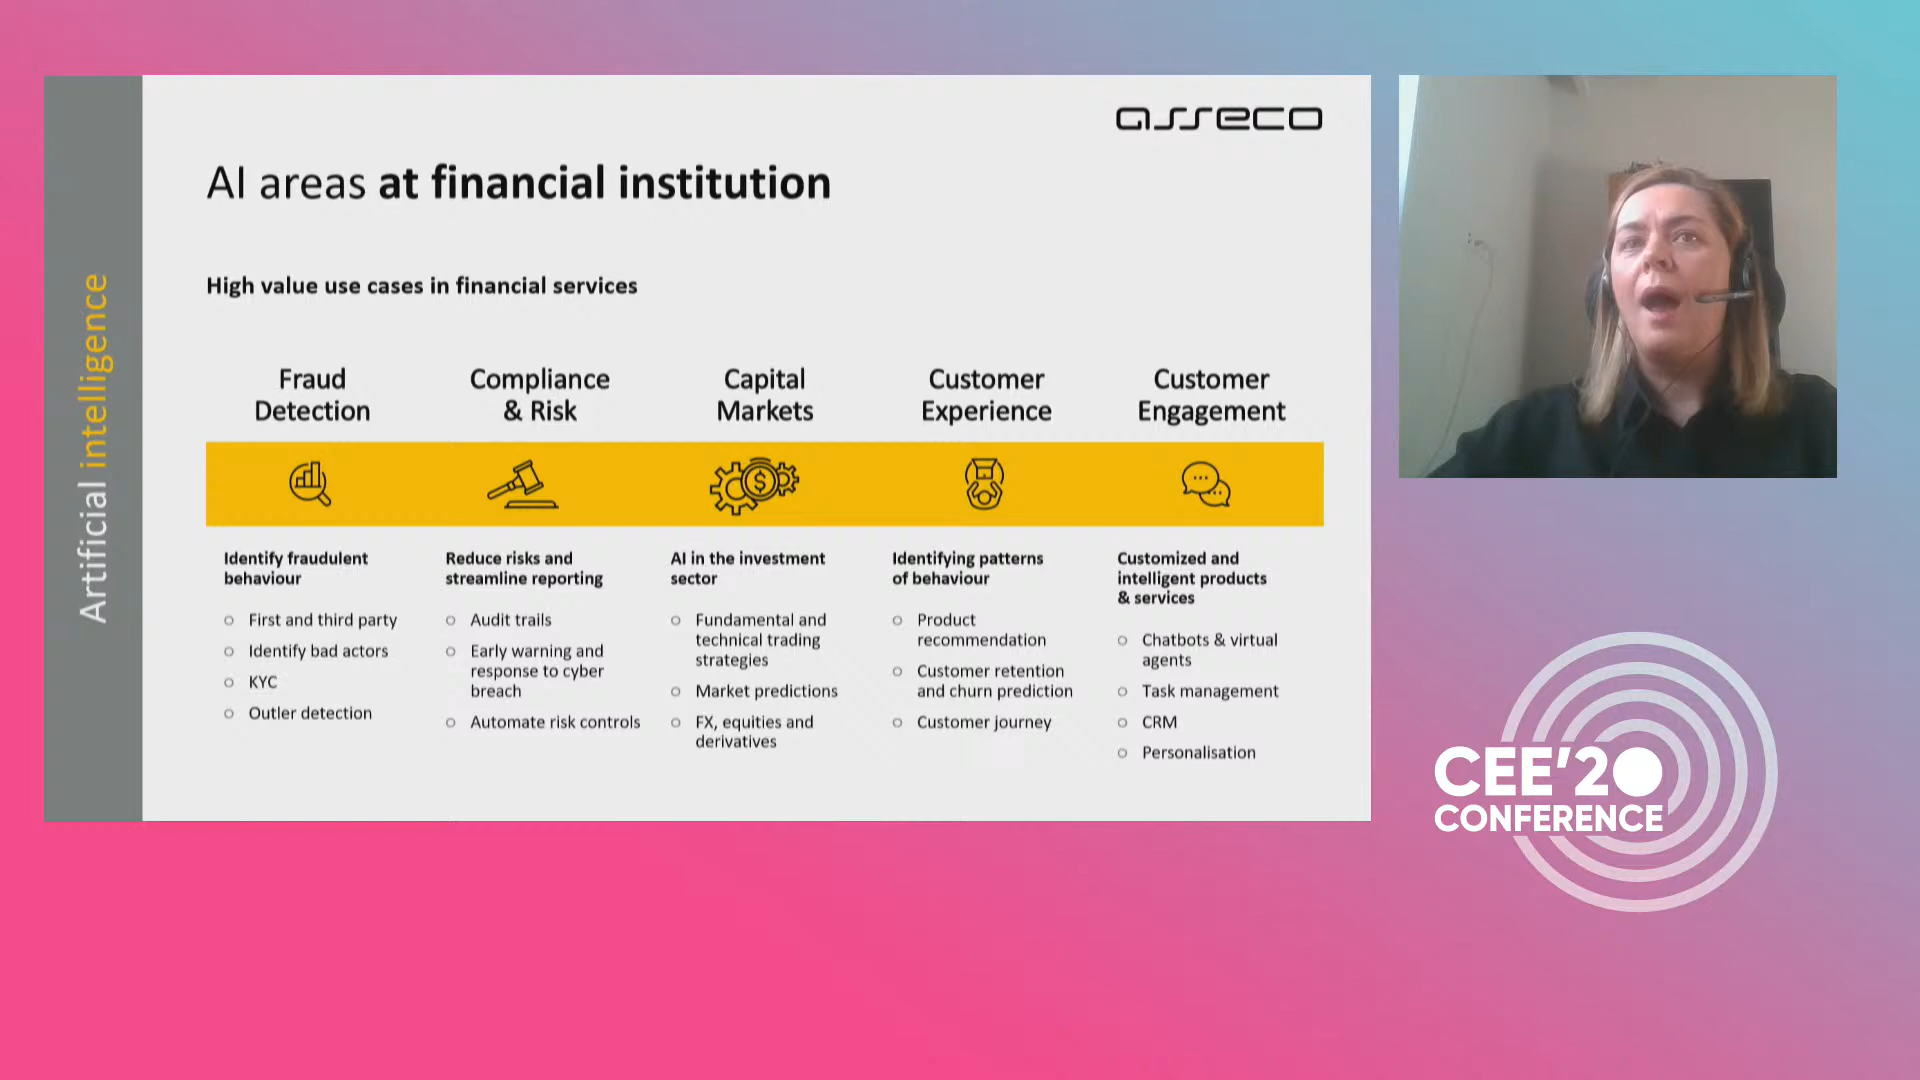 asseco
AI areas at financial institution
High value use cases in financial services
Artificial intelligence
Fraud
Detection
Compliance
& Risk
Capital
Markets
Customer
Experience
Customer
Engagement
$
Identify fraudulent
behaviour
First and third party
Identify bad actors
KYC
Outler detection
Reduce risks and
streamline reporting
Audit trails
Early warning and
response to cyber
breach
Automate risk controls
AI in the investment
sector
Fundamental and
technical trading
strategies
Market predictions
FX, equities and
derivatives
Identifying patterns
of behaviour
Product
recommendation
Customer retention
and churn prediction
Customer journey
Customized and
intelligent products
& services
Chatbots & virtual
agents
Task management
CRM
Personalisation
CEE'20
CONFERENCE